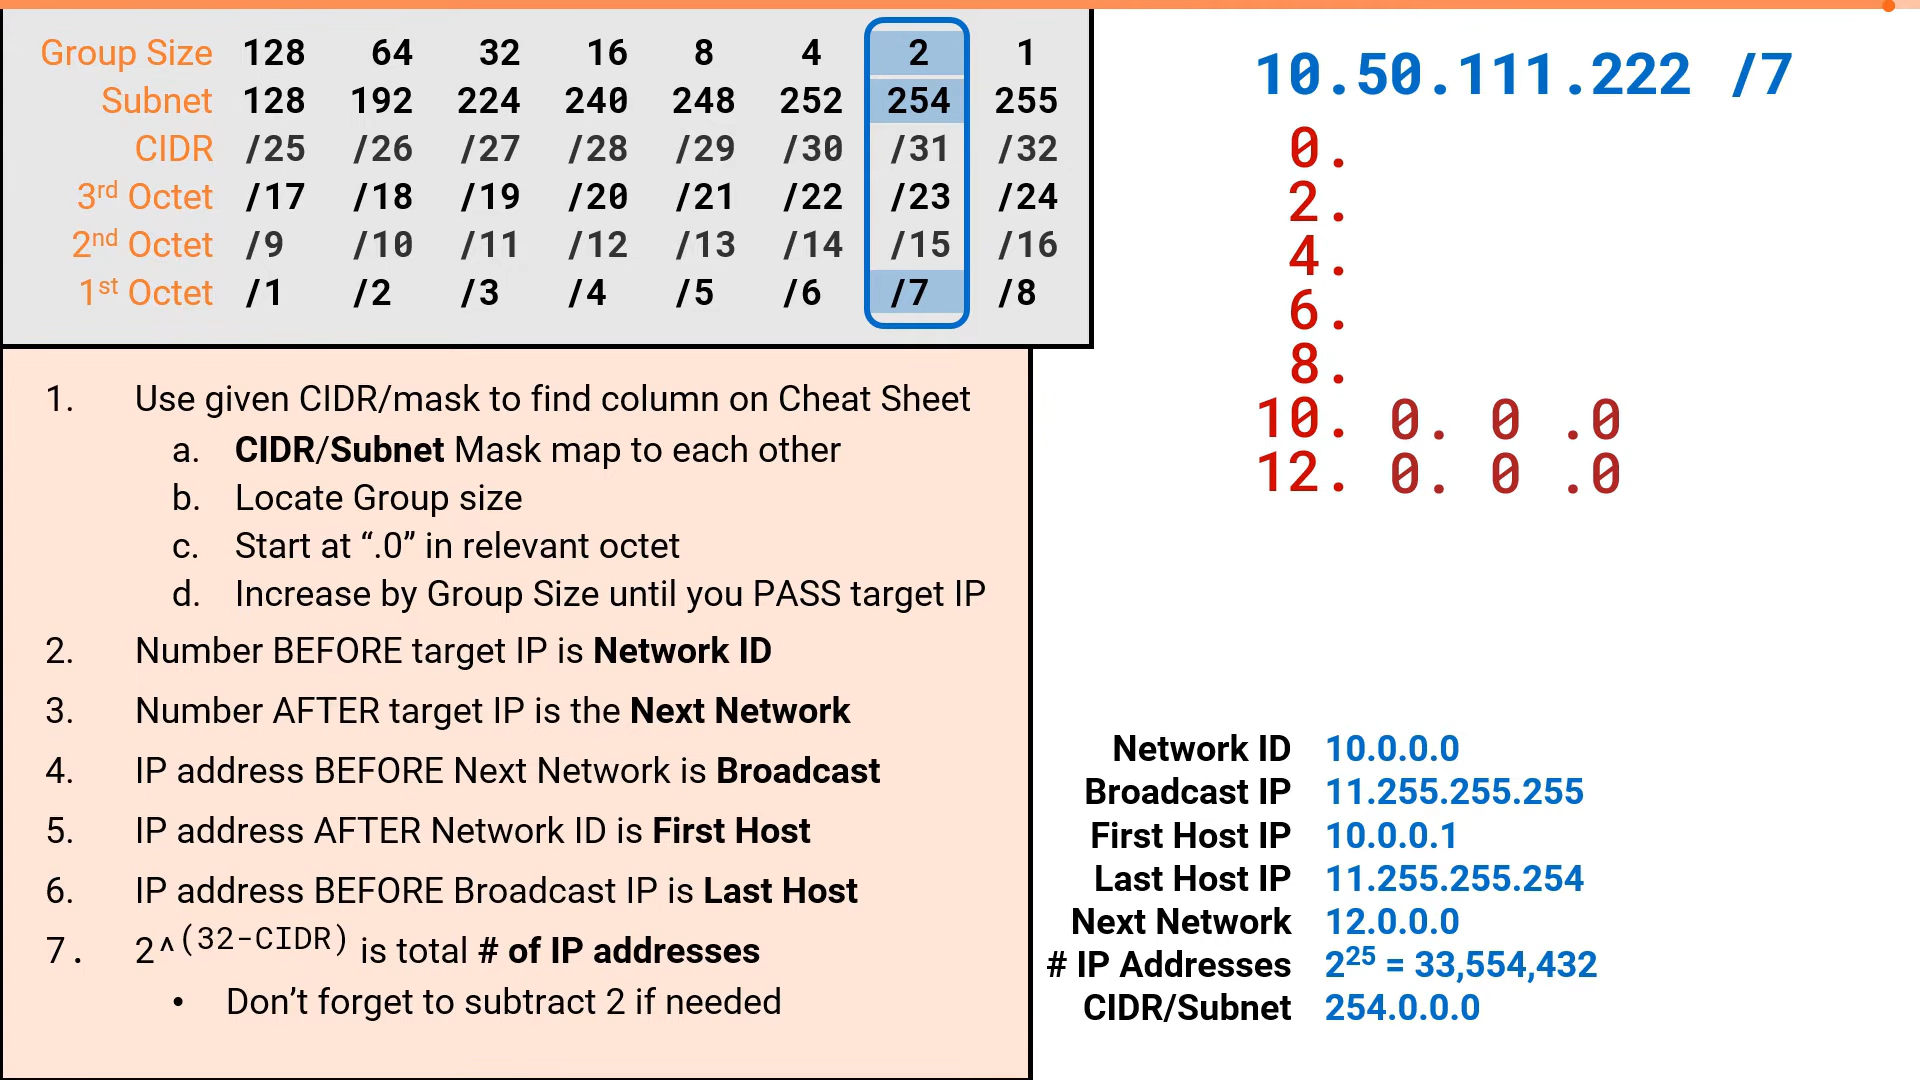 Group Size 128 64 32 16 8 4 2 1
Subnet 128 192 224 240 248 252 254 255
CIDR /25 /26 /27 /28 /29 /30 /31 /32
3rd Octet /17 /18 /19 /20 /21 /22 /23 /24
2nd Octet /9 /10 /11 /12 /13 /14 /15 /16
1st Octet /1 /2 /3 /4 /5 /6 /7 /8
1. Use given CIDR/mask to find column on Cheat Sheet
a. CIDR/Subnet Mask map to each other
b. Locate Group size
c. Start at “.0” in relevant octet
d. Increase by Group Size until you PASS target IP
2. Number BEFORE target IP is Network ID
3. Number AFTER target IP is the Next Network
4. IP address BEFORE Next Network is Broadcast
5. IP address AFTER Network ID is First Host
6. IP address BEFORE Broadcast IP is Last Host
7. 2^(32-CIDR) is total # of IP addresses
• Don’t forget to subtract 2 if needed
10.50.111.222 /7
0.
2.
4.
6.
8.
10. 0. 0 .0
12. 0. 0 .0
Network ID 10.0.0.0
Broadcast IP 11.255.255.255
First Host IP 10.0.0.1
Last Host IP 11.255.255.254
Next Network 12.0.0.0
# IP Addresses 2^25 = 33,554,432
CIDR/Subnet 254.0.0.0